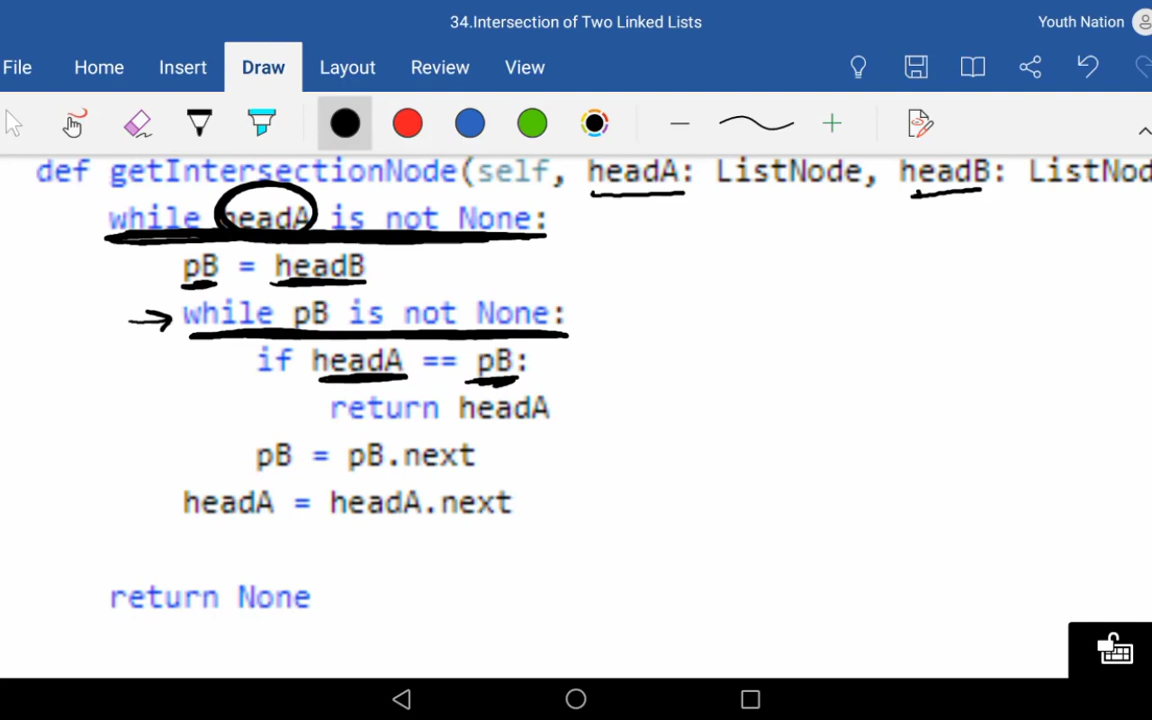 34.Intersection of Two Linked Lists
Youth Nation
File Home Insert Draw Layout Review View
def getIntersectionNode(self, headA: ListNode, headB: ListNod
while headA is not None:
pB = headB
while pB is not None:
if headA == pB:
return headA
pB = pB.next
headA = headA.next
return None